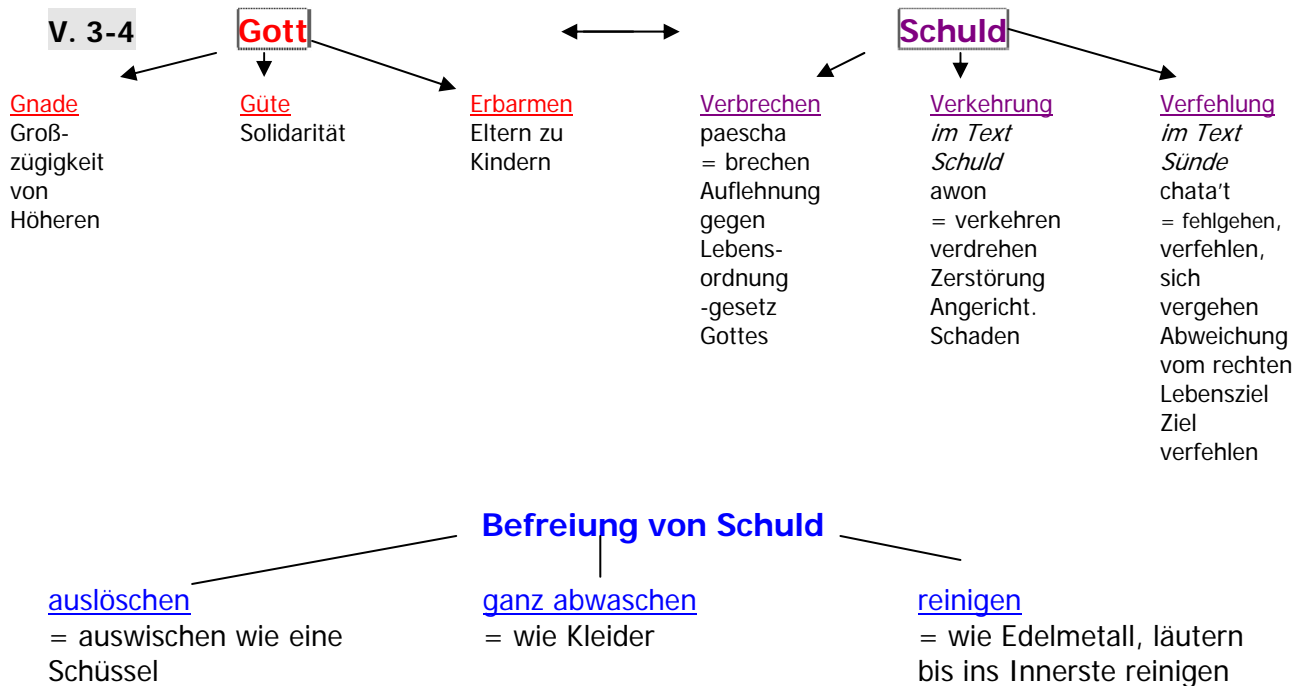 V. 3-4
Gott
Schuld
Gnade
Groß-
zügigkeit
von
Höheren
Güte
Solidarität
Erbarmen
Eltern zu
Kindern
Verbrechen
paescha
= brechen
Auflehnung
gegen
Lebens-
ordnung
-gesetz
Gottes
Verkehrung
im Text
Schuld
awon
= verkehren
verdrehen
Zerstörung
Angericht.
Schaden
Verfehlung
im Text
Sünde
chata't
= fehlgehen,
verfehlen,
sich
vergehen
Abweichung
vom rechten
Lebensziel
Ziel
verfehlen
Befreiung von Schuld
auslöschen
= auswischen wie eine
Schüssel
ganz abwaschen
= wie Kleider
reinigen
= wie Edelmetall, läutern
bis ins Innerste reinigen